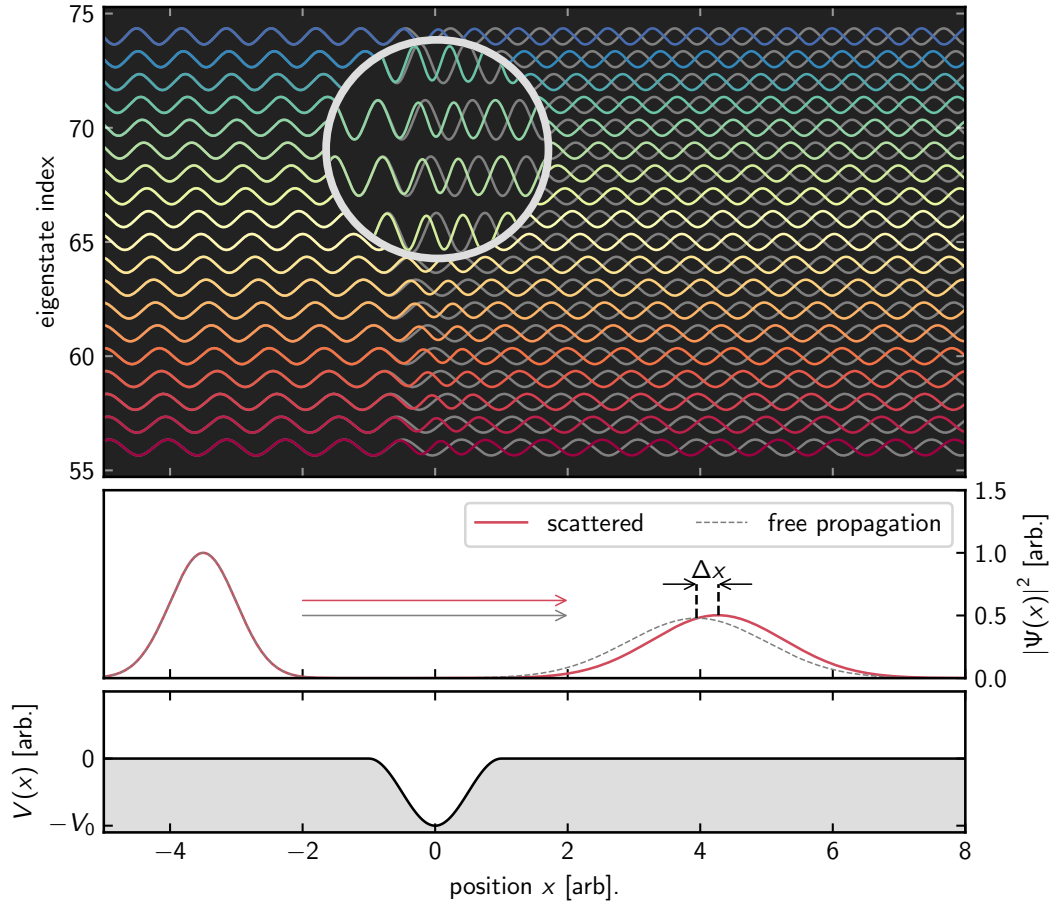 75
70
65
60
55
eigenstate index
scattered
free propagation
Δx
1.5
1.0
0.5
0.0
|Ψ(x)|² [arb.]
V(x) [arb.]
0
−V₀
−4
−2
0
2
4
6
8
position x [arb].